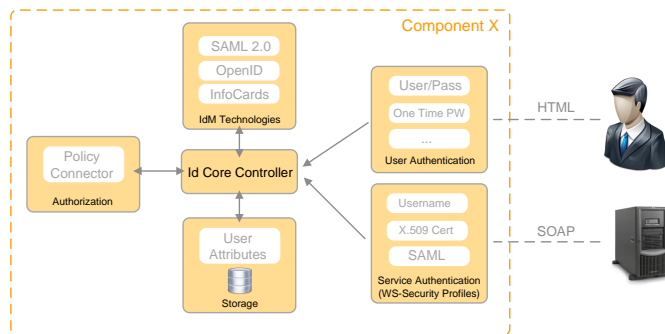 Component X
SAML 2.0
OpenID
InfoCards
IdM Technologies
User/Pass
One Time PW
...
User Authentication
HTML
Policy
Connector
Authorization
Id Core Controller
Username
X.509 Cert
SAML
Service Authentication
(WS-Security Profiles)
SOAP
User
Attributes
Storage